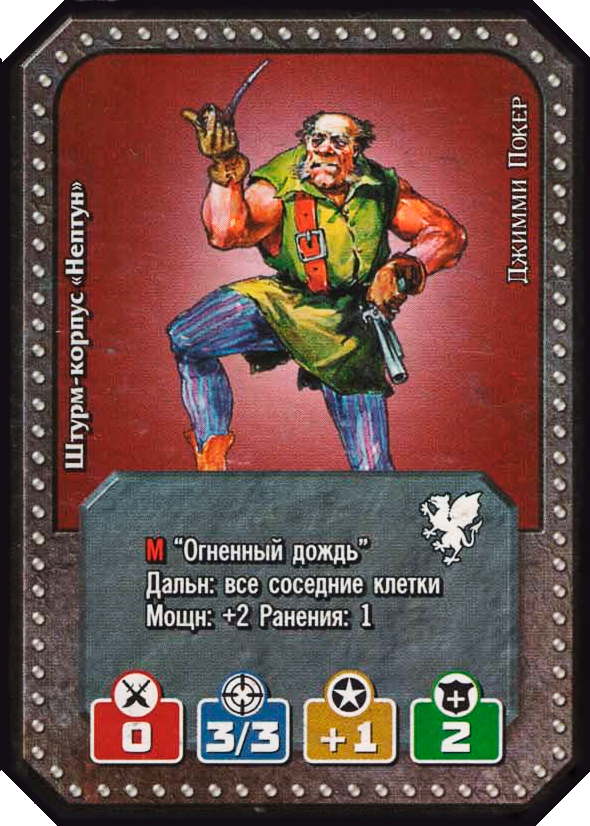 Штурм-корпус «Нептун»
Джимми Покер
М "Огненный дождь"
Дальн: все соседние клетки
Мощн: +2 Ранения: 1
0
3/3
+1
2